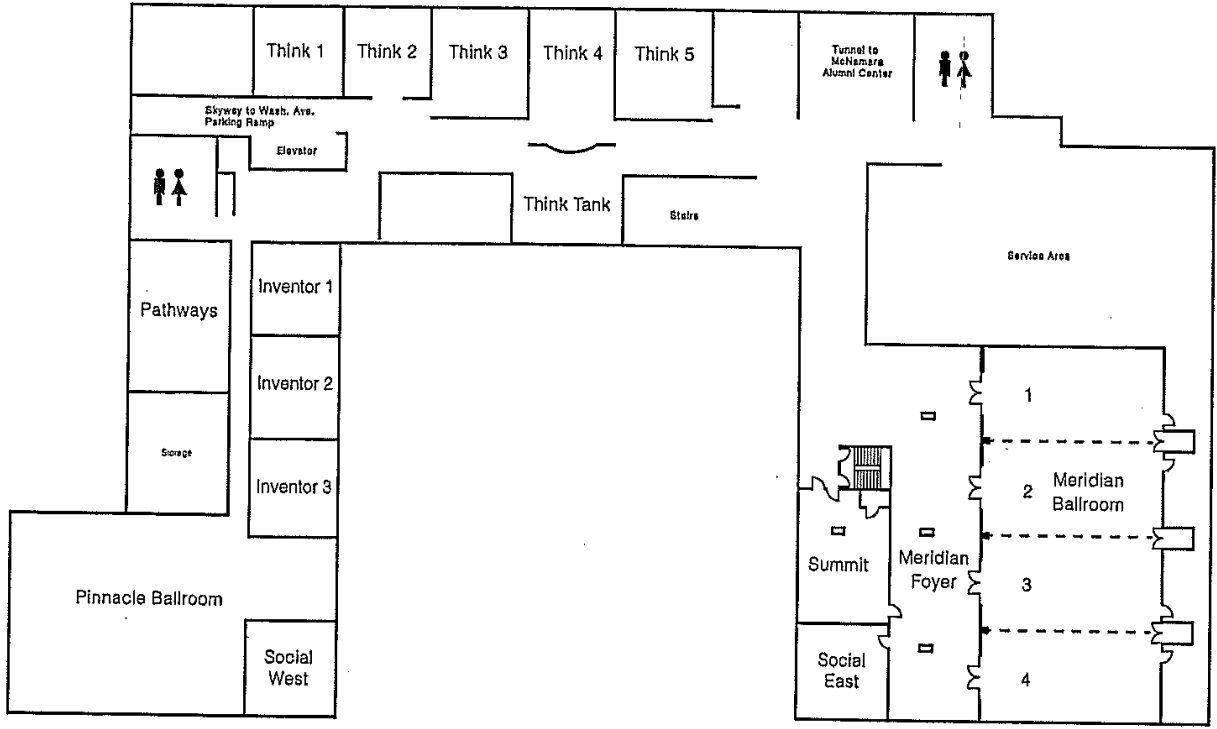 Think 1
Think 2
Think 3
Think 4
Think 5
Tunnel to
McNamara
Alumni Center
Skyway to Wash. Ave.
Parking Ramp
Elevator
Think Tank
Stairs
Service Area
Pathways
Inventor 1
Inventor 2
Storage
Inventor 3
1
2
Meridian
Ballroom
Summit
Meridian
Foyer
3
Pinnacle Ballroom
Social
West
Social
East
4